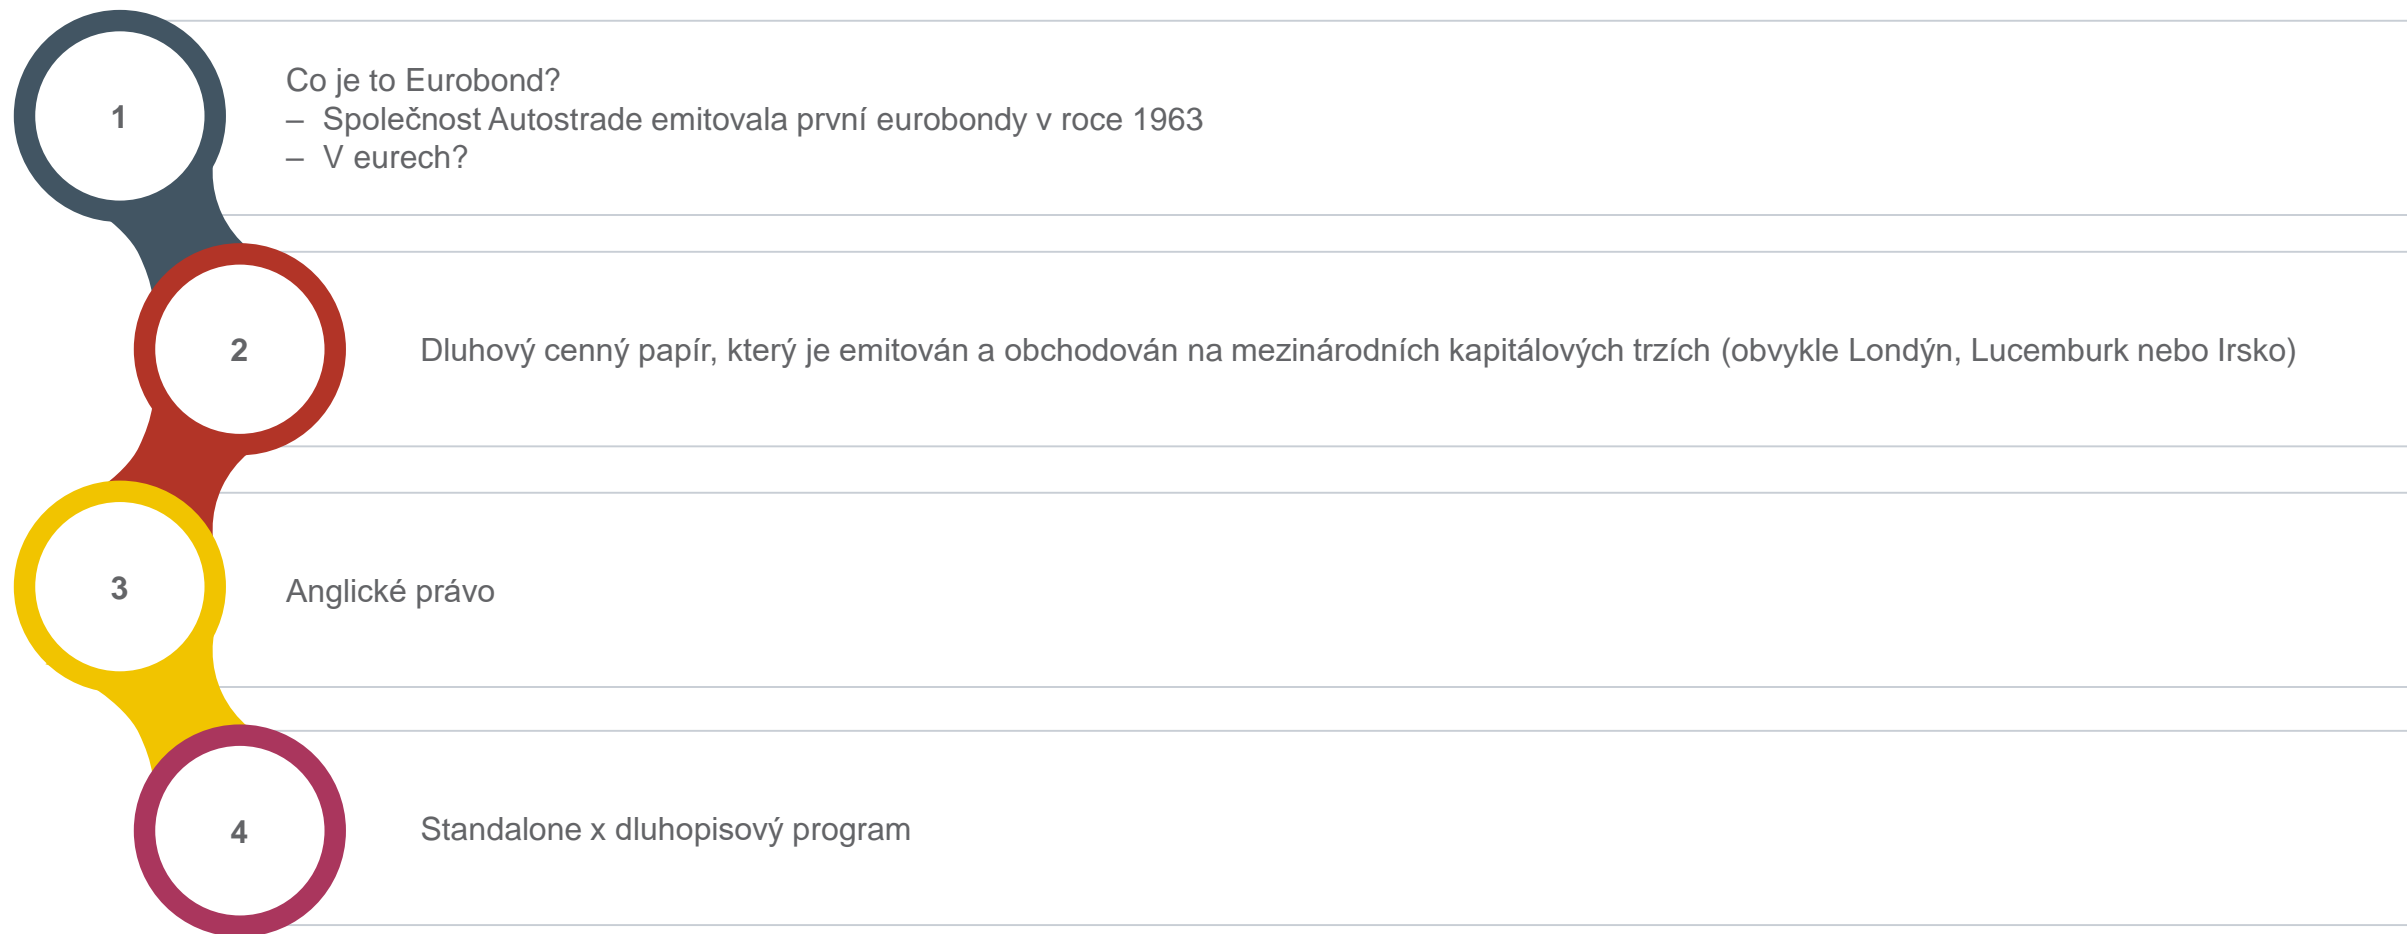 1
Co je to Eurobond?
– Společnost Autostrade emitovala první eurobondy v roce 1963
– V eurech?
2
Dluhový cenný papír, který je emitován a obchodován na mezinárodních kapitálových trzích (obvykle Londýn, Lucemburk nebo Irsko)
3
Anglické právo
4
Standalone x dluhopisový program